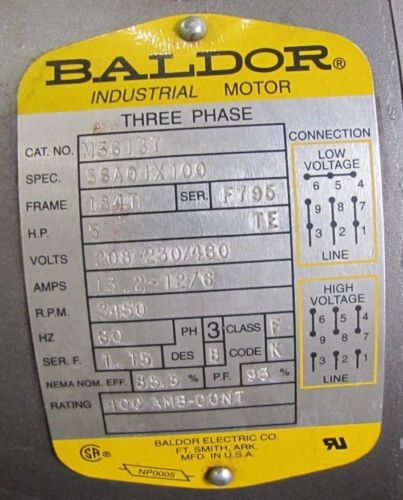 BALDOR®
INDUSTRIAL MOTOR
THREE PHASE
CAT. NO. M3613T
SPEC. 36A01X100
FRAME 184T SER. F795
H.P. 5 TE
VOLTS 208-230/460
AMPS 13.2-12/6
R.P.M. 3450
HZ 60 PH 3 CLASS F
SER. F. 1.15 DES B CODE K
NEMA NOM. EFF. 85.5 % P.F. 93 %
RATING 40C AMB-CONT
CONNECTION
LOW
VOLTAGE
6 5 4
9 8 7
3 2 1
LINE
HIGH
VOLTAGE
6 5 4
9 8 7
3 2 1
LINE
BALDOR ELECTRIC CO.
FT. SMITH, ARK.
MFD. IN U.S.A.
SA
NP0005